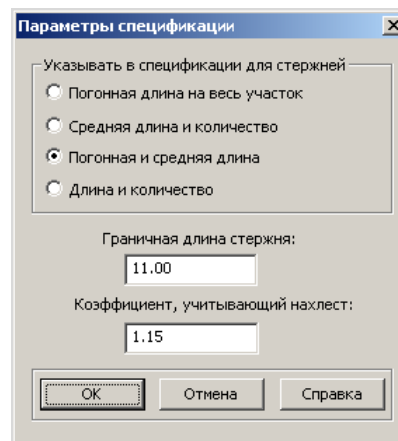 Параметры спецификации
Указывать в спецификации для стержней
Погонная длина на весь участок
Средняя длина и количество
Погонная и средняя длина
Длина и количество
Граничная длина стержня:
11.00
Коэффициент, учитывающий нахлест:
1.15
OK Отмена Справка